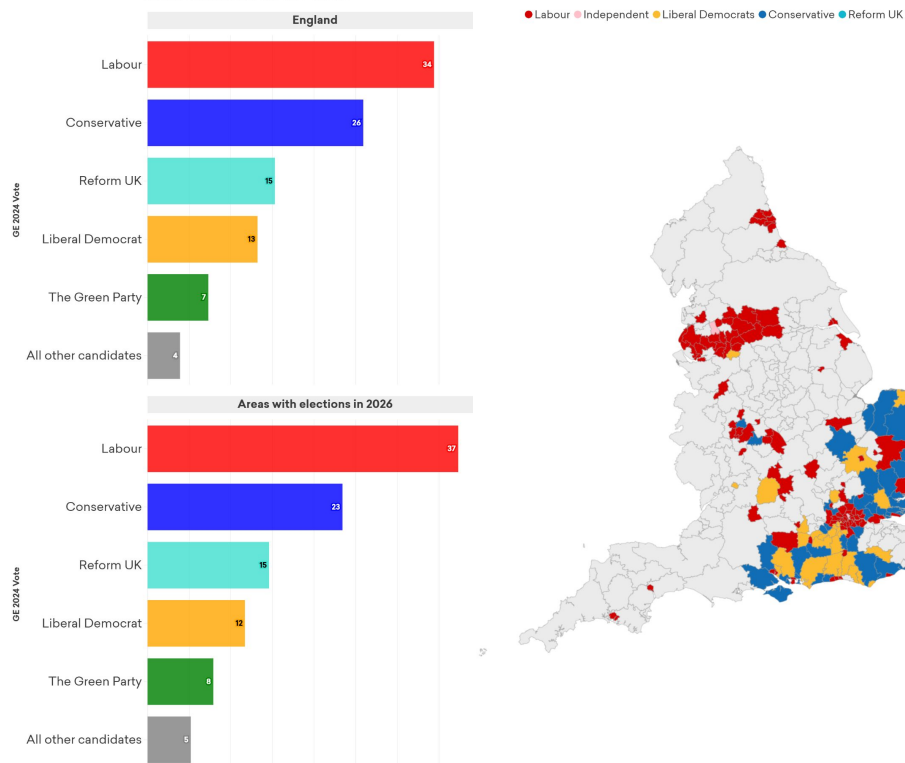 England
Labour 34
Conservative 26
Reform UK 15
Liberal Democrat 13
The Green Party 7
All other candidates 4
GE 2024 Vote
Areas with elections in 2026
Labour 37
Conservative 23
Reform UK 15
Liberal Democrat 12
The Green Party 8
All other candidates 5
GE 2024 Vote
Labour Independent Liberal Democrats Conservative Reform UK